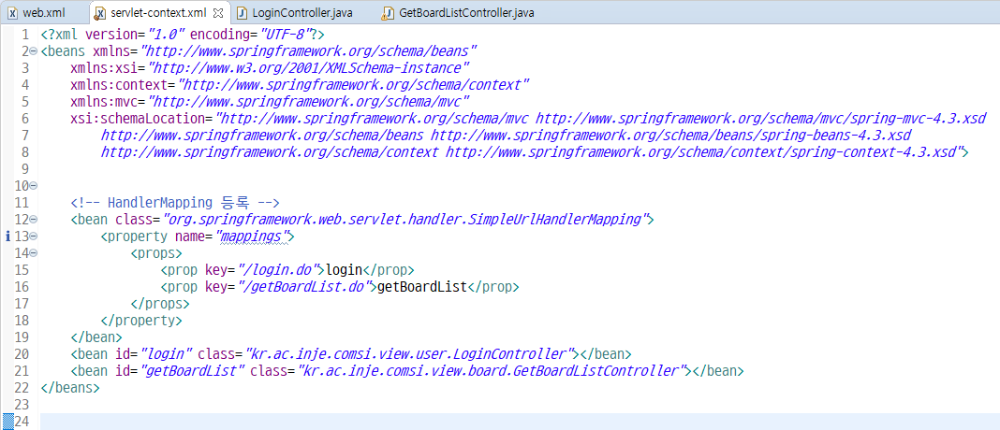 web.xml servlet-context.xml LoginController.java GetBoardListController.java
1 <?xml version="1.0" encoding="UTF-8"?>
2 <beans xmlns="http://www.springframework.org/schema/beans"
3 xmlns:xsi="http://www.w3.org/2001/XMLSchema-instance"
4 xmlns:context="http://www.springframework.org/schema/context"
5 xmlns:mvc="http://www.springframework.org/schema/mvc"
6 xsi:schemaLocation="http://www.springframework.org/schema/mvc http://www.springframework.org/schema/mvc/spring-mvc-4.3.xsd
7 http://www.springframework.org/schema/beans http://www.springframework.org/schema/beans/spring-beans-4.3.xsd
8 http://www.springframework.org/schema/context http://www.springframework.org/schema/context/spring-context-4.3.xsd">
9
10
11 <!-- HandlerMapping 등록 -->
12 <bean class="org.springframework.web.servlet.handler.SimpleUrlHandlerMapping">
13 <property name="mappings">
14 <props>
15 <prop key="/login.do">login</prop>
16 <prop key="/getBoardList.do">getBoardList</prop>
17 </props>
18 </property>
19 </bean>
20 <bean id="login" class="kr.ac.inje.comsi.view.user.LoginController"></bean>
21 <bean id="getBoardList" class="kr.ac.inje.comsi.view.board.GetBoardListController"></bean>
22 </beans>
23
24